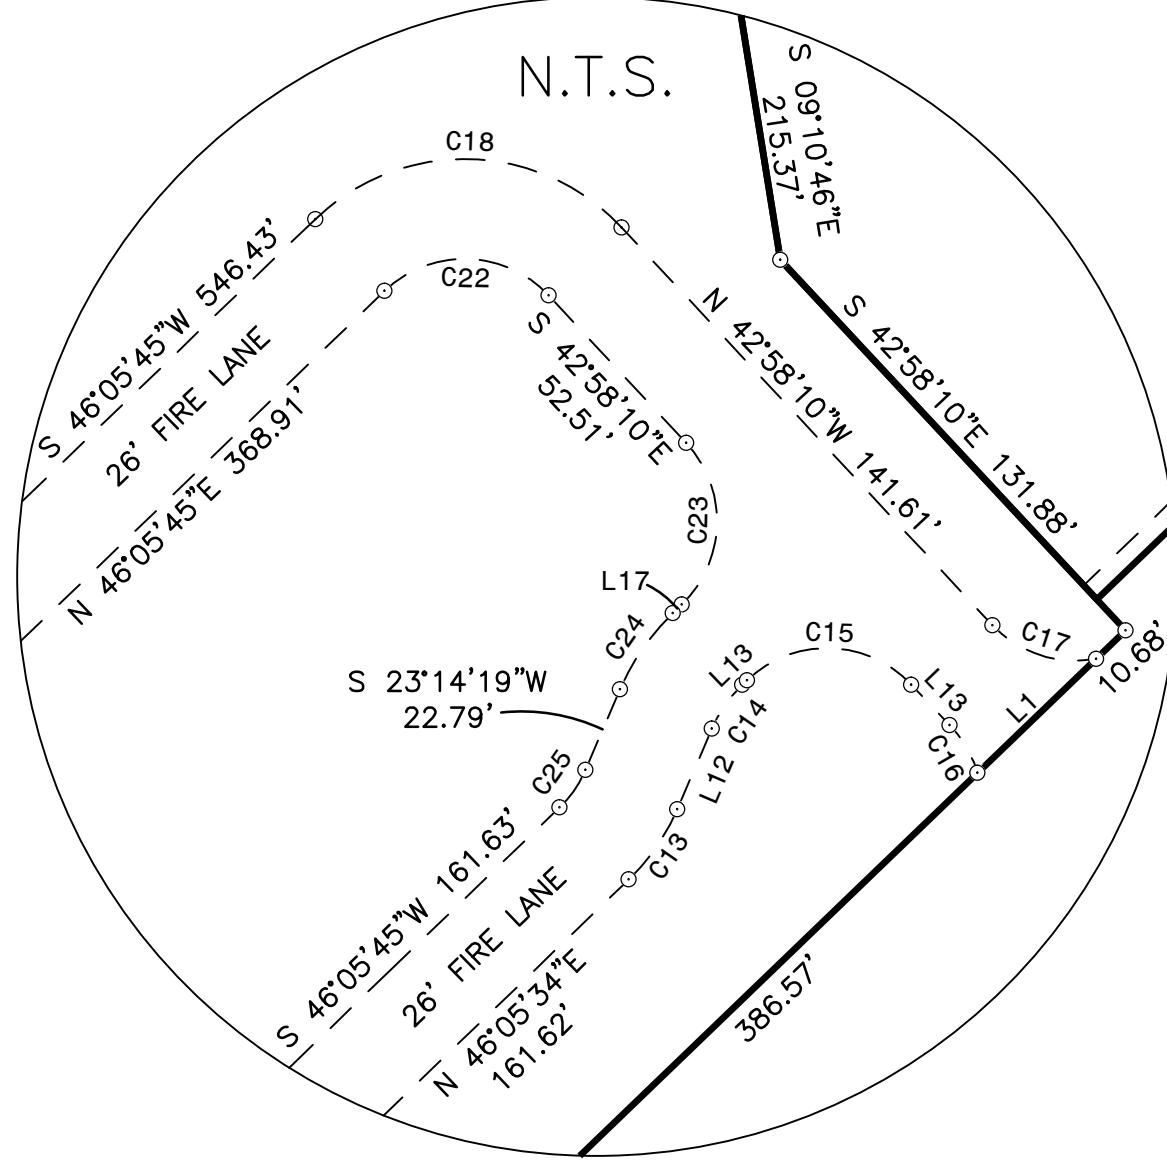 N.T.S.
S 09°10'46"E
215.37'
C18
S 46°05'45"W 546.43'
C22
26' FIRE LANE
N 46°05'45"E 368.91'
S 42°58'10"E
52.51'
N 42°58'10"W 141.61'
S 42°58'10"E 131.88'
C23
L17
C24
S 23°14'19"W
22.79'
C25
L13
C15
C17
10.68'
L13
L1
C14
C16
L12
C13
S 46°05'45"W 161.63'
26' FIRE LANE
N 46°05'34"E
161.62'
386.57'